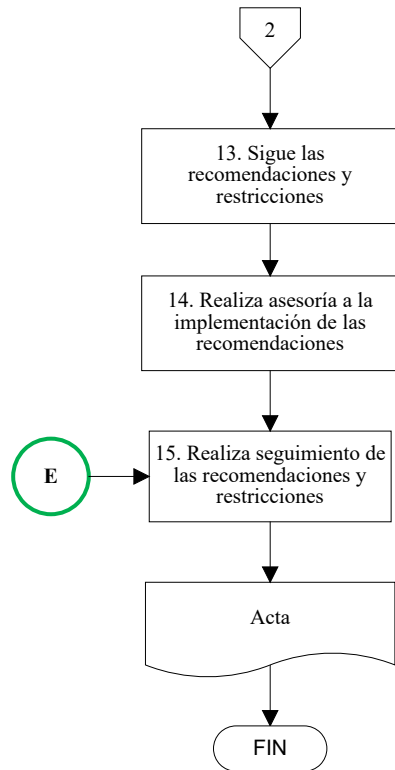 2
13. Sigue las
recomendaciones y
restricciones
14. Realiza asesoría a la
implementación de las
recomendaciones
E
15. Realiza seguimiento de
las recomendaciones y
restricciones
Acta
FIN